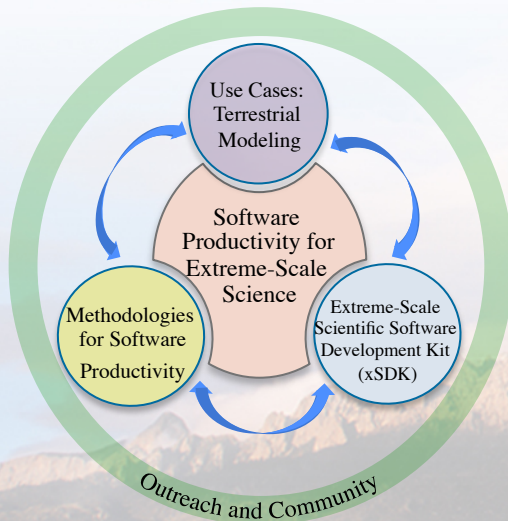 Use Cases:
Terrestrial
Modeling
Software
Productivity for
Extreme-Scale
Science
Methodologies
for Software
Productivity
Extreme-Scale
Scientific Software
Development Kit
(xSDK)
Outreach and Community